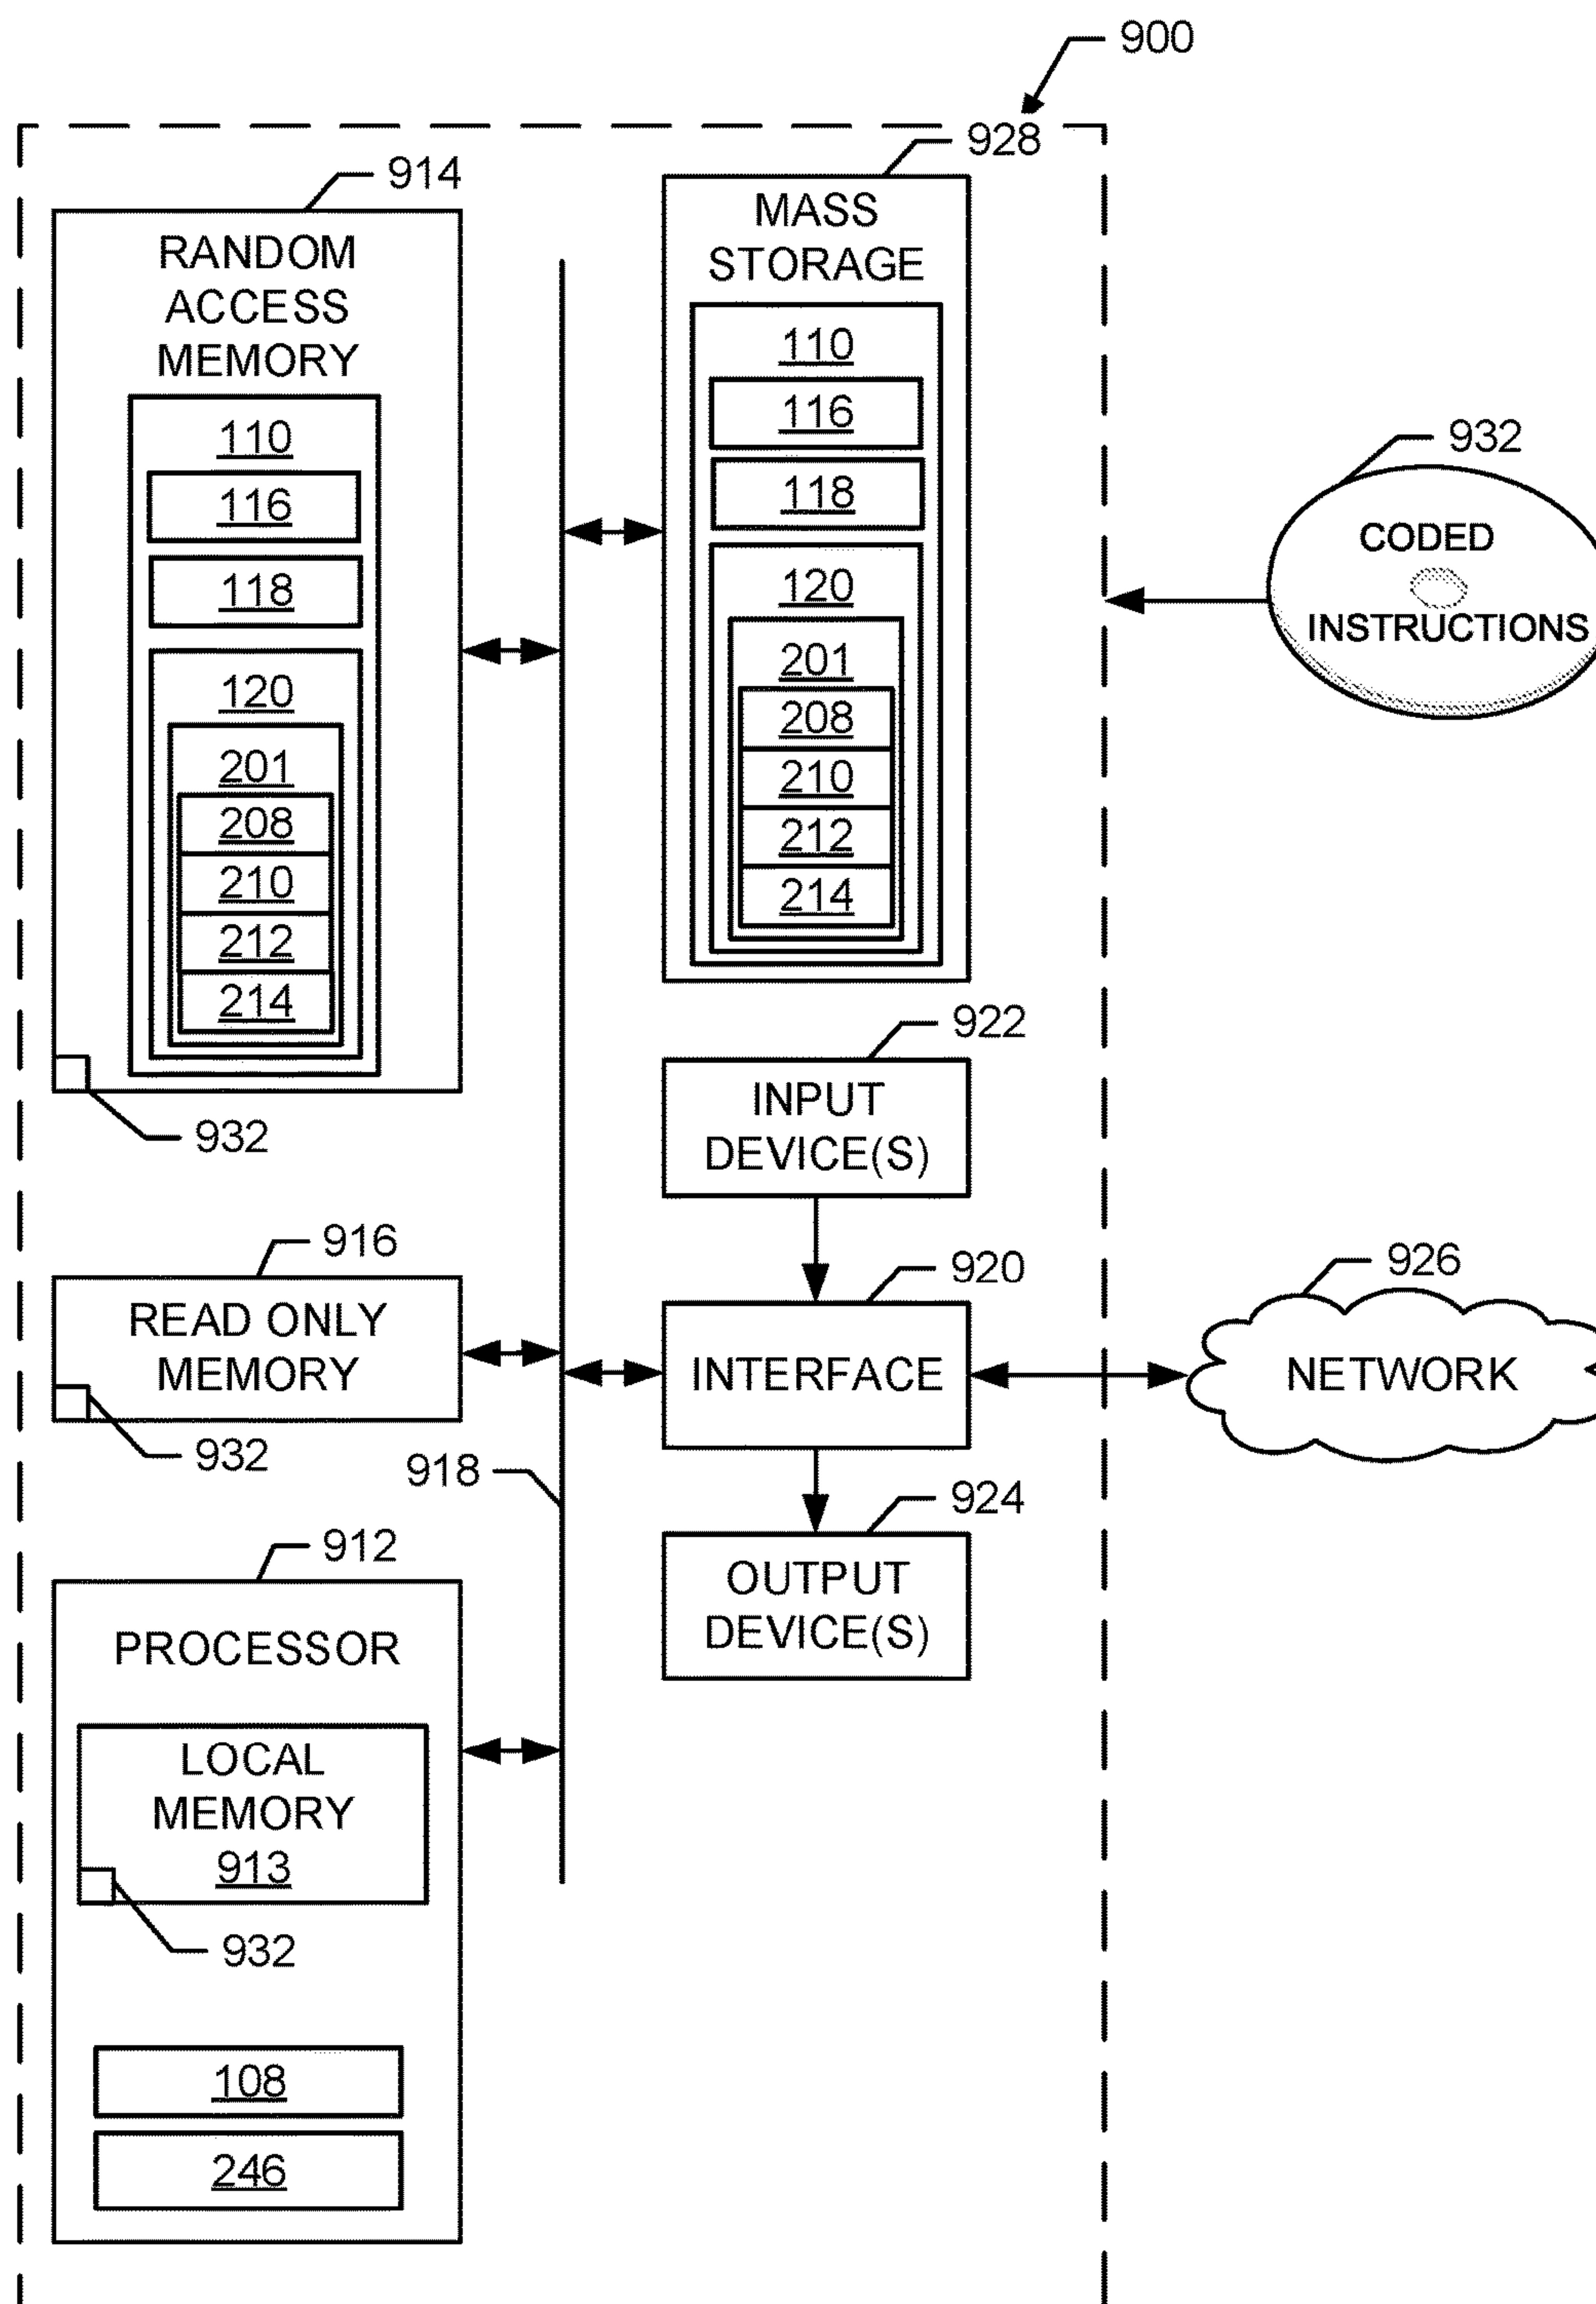 900
914
RANDOM
ACCESS
MEMORY
110
116
118
120
201
208
210
212
214
932
928
MASS
STORAGE
110
116
118
120
201
208
210
212
214
932
CODED
INSTRUCTIONS
922
INPUT
DEVICE(S)
916
READ ONLY
MEMORY
932
920
INTERFACE
926
NETWORK
918
924
OUTPUT
DEVICE(S)
912
PROCESSOR
LOCAL
MEMORY
913
932
108
246